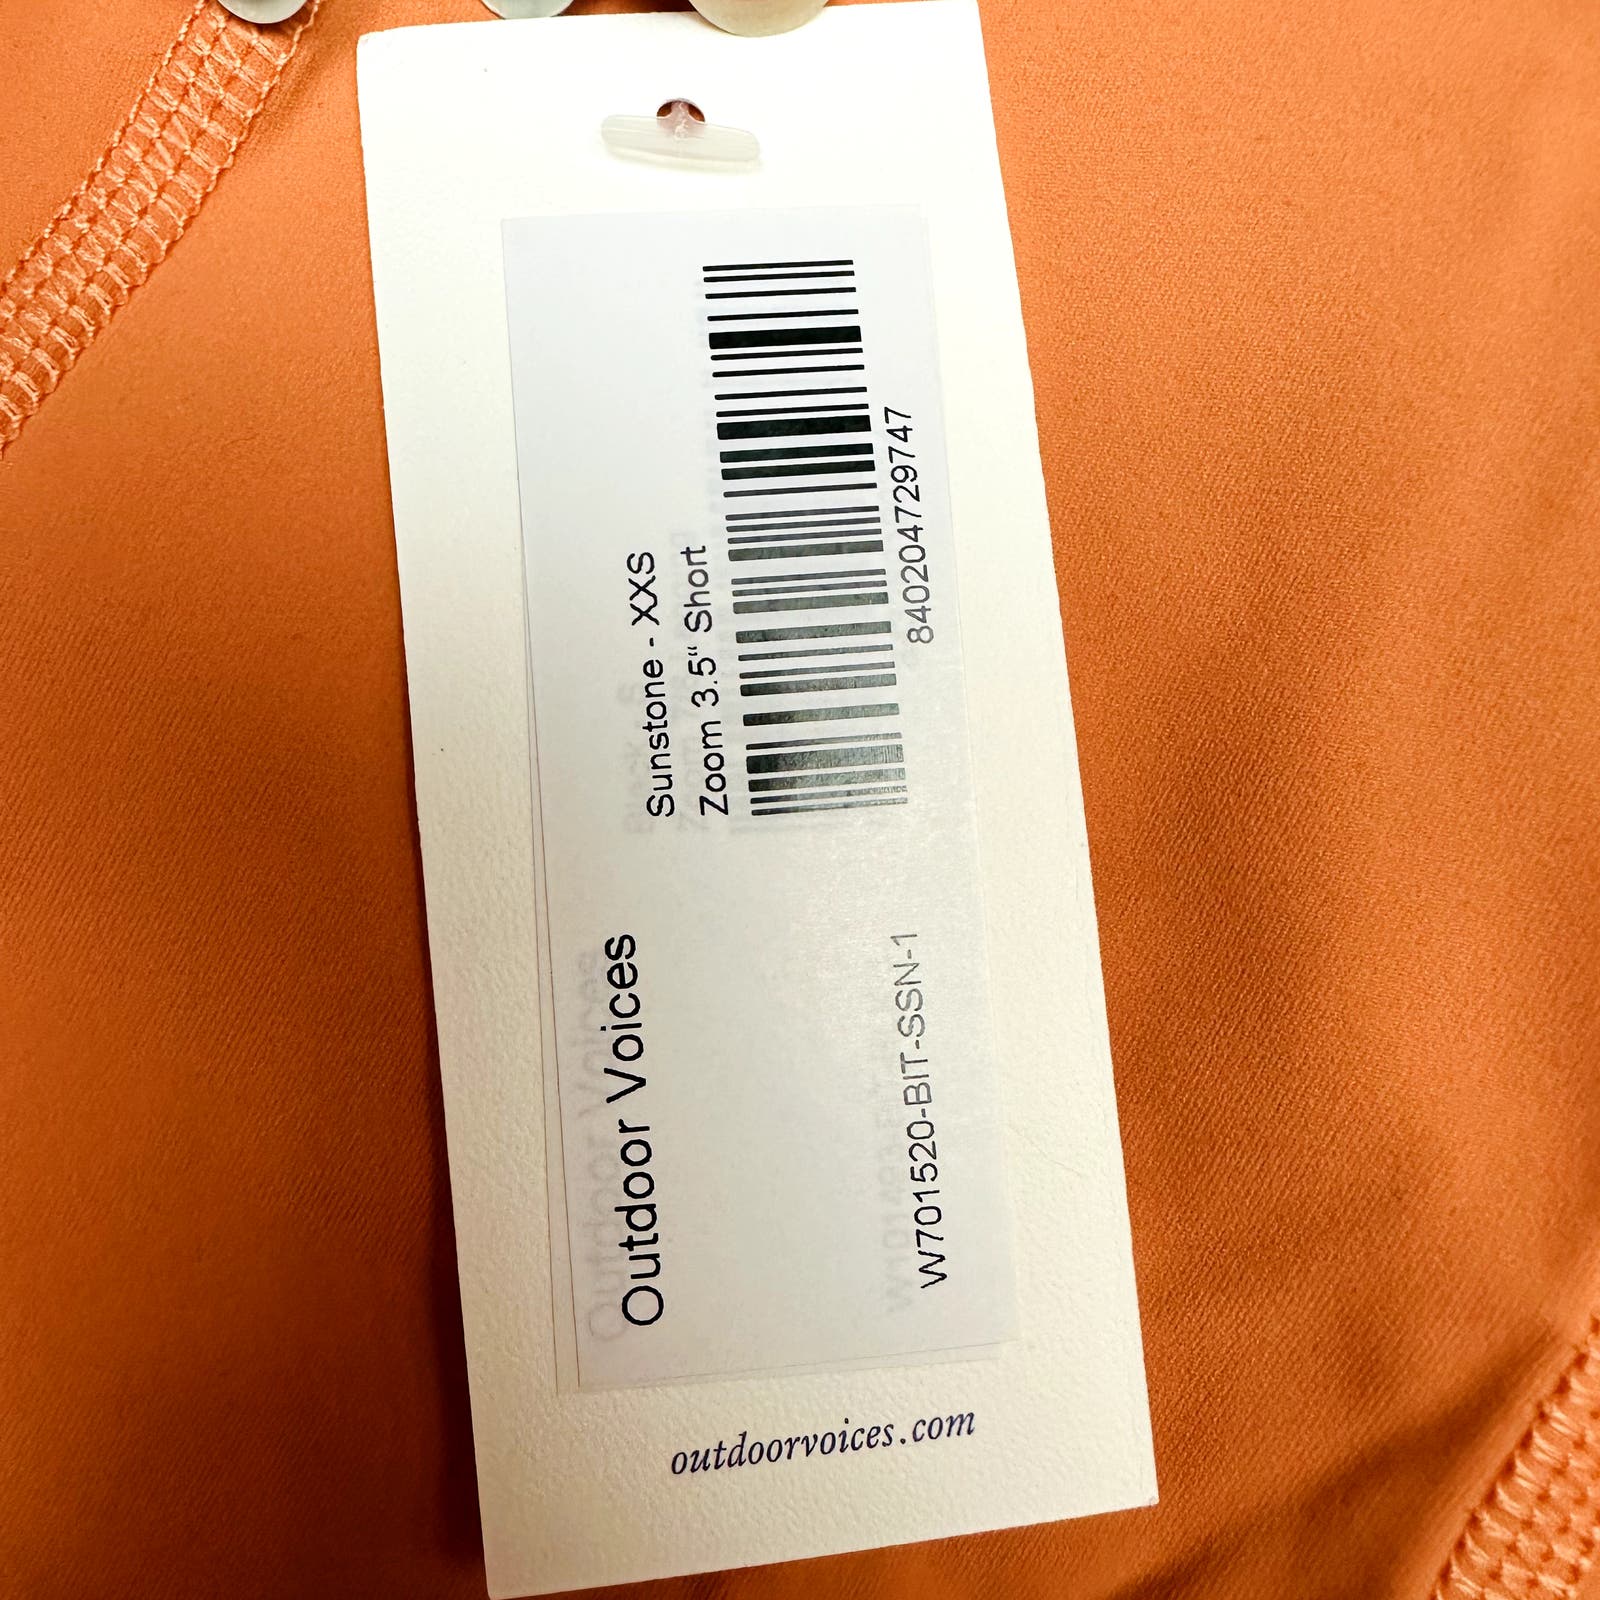 Outdoor Voices
Sunstone - XXS
Zoom 3.5" Short
840204729747
W701520-BIT-SSN-1
outdoorvoices.com